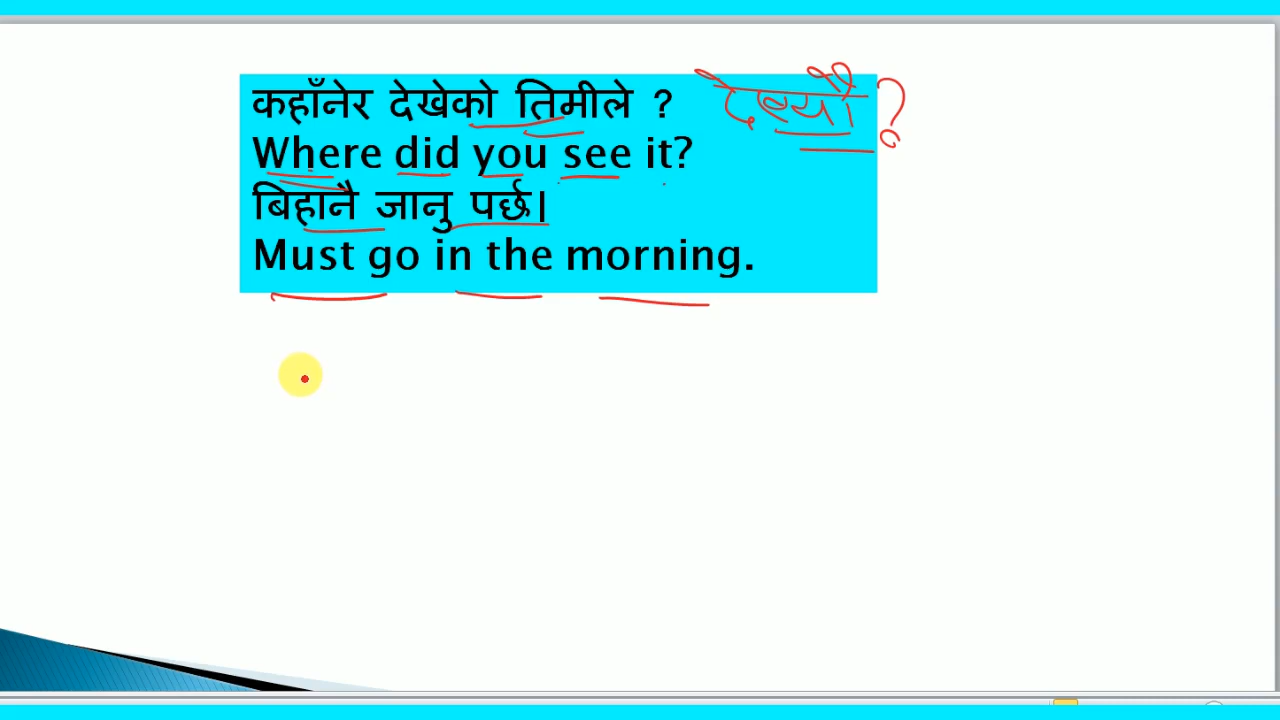 कहाँनेर देखेको तिमीले ? देख्यौ ?
Where did you see it?
बिहानै जानु पर्छ।
Must go in the morning.